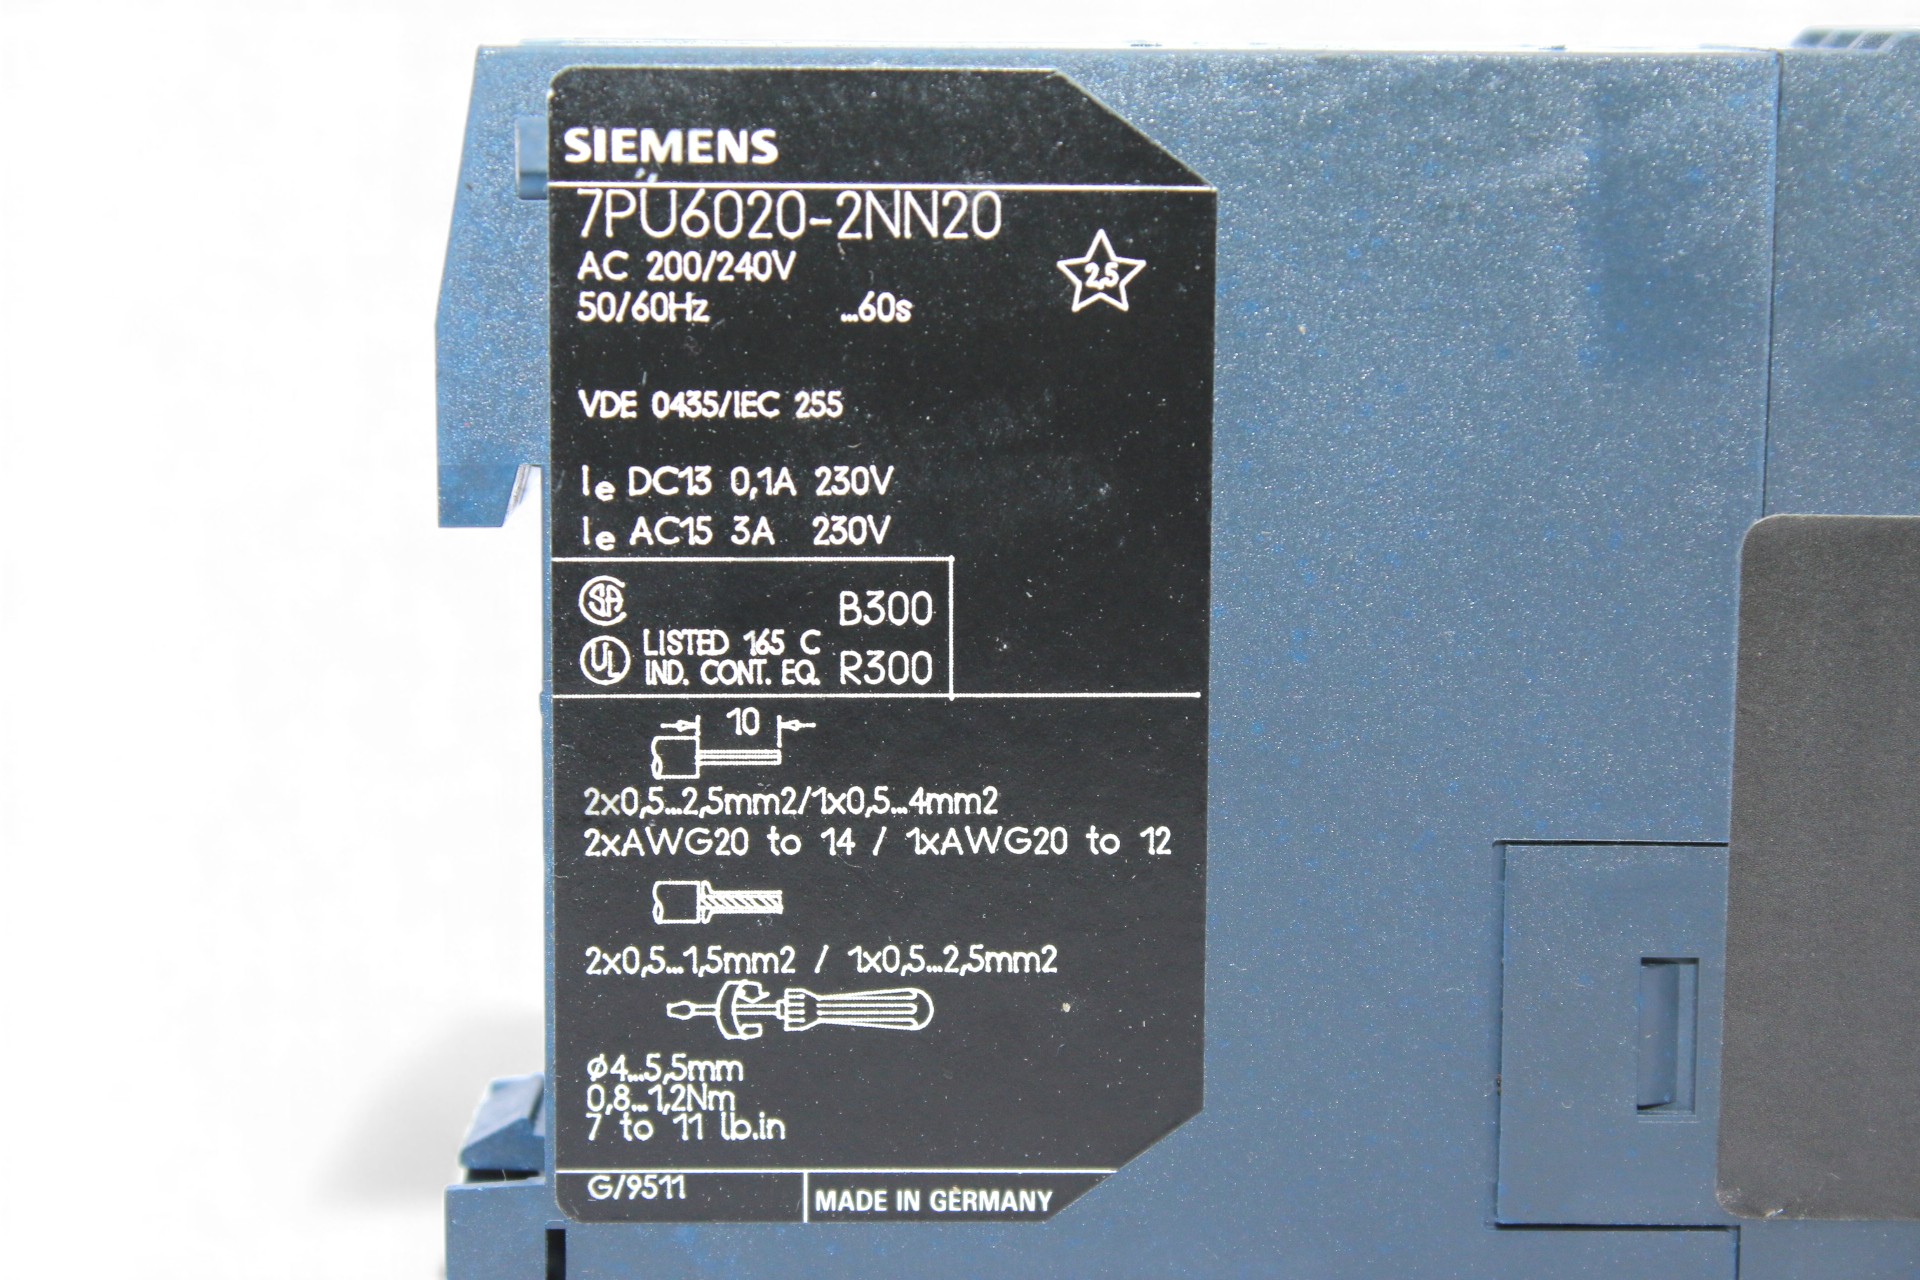 SIEMENS
7PU6020-2NN20
AC 200/240V
50/60Hz ...60s
2,5
VDE 0435/IEC 255
Ie DC13 0,1A 230V
Ie AC15 3A 230V
SA B300
UL LISTED 165 C
IND. CONT. EQ. R300
10
2x0,5...2,5mm2/1x0,5...4mm2
2xAWG20 to 14 / 1xAWG20 to 12
2x0,5...1,5mm2 / 1x0,5...2,5mm2
ø4...5,5mm
0,8...1,2Nm
7 to 11 lb.in
G/9511 MADE IN GERMANY